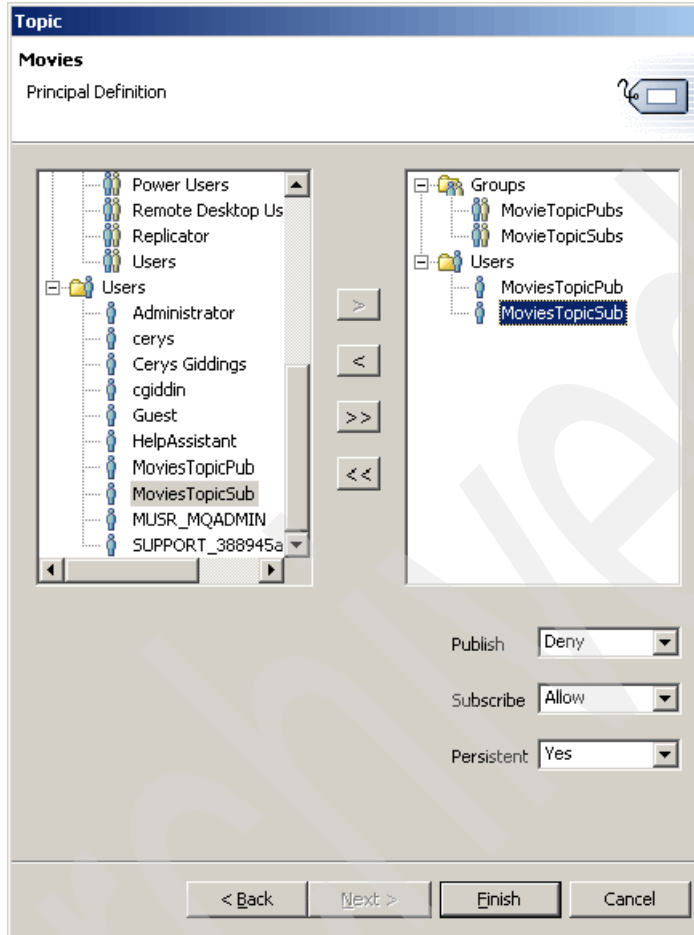 Topic
Movies
Principal Definition
Power Users
Remote Desktop Us
Replicator
Users
Users
Administrator
cerys
Cerys Giddings
cgiddin
Guest
HelpAssistant
MoviesTopicPub
MoviesTopicSub
MUSR_MQADMIN
SUPPORT_388945a
>
<
>>
<<
Groups
MovieTopicPubs
MovieTopicSubs
Users
MoviesTopicPub
MoviesTopicSub
Publish Deny
Subscribe Allow
Persistent Yes
< Back Next > Finish Cancel